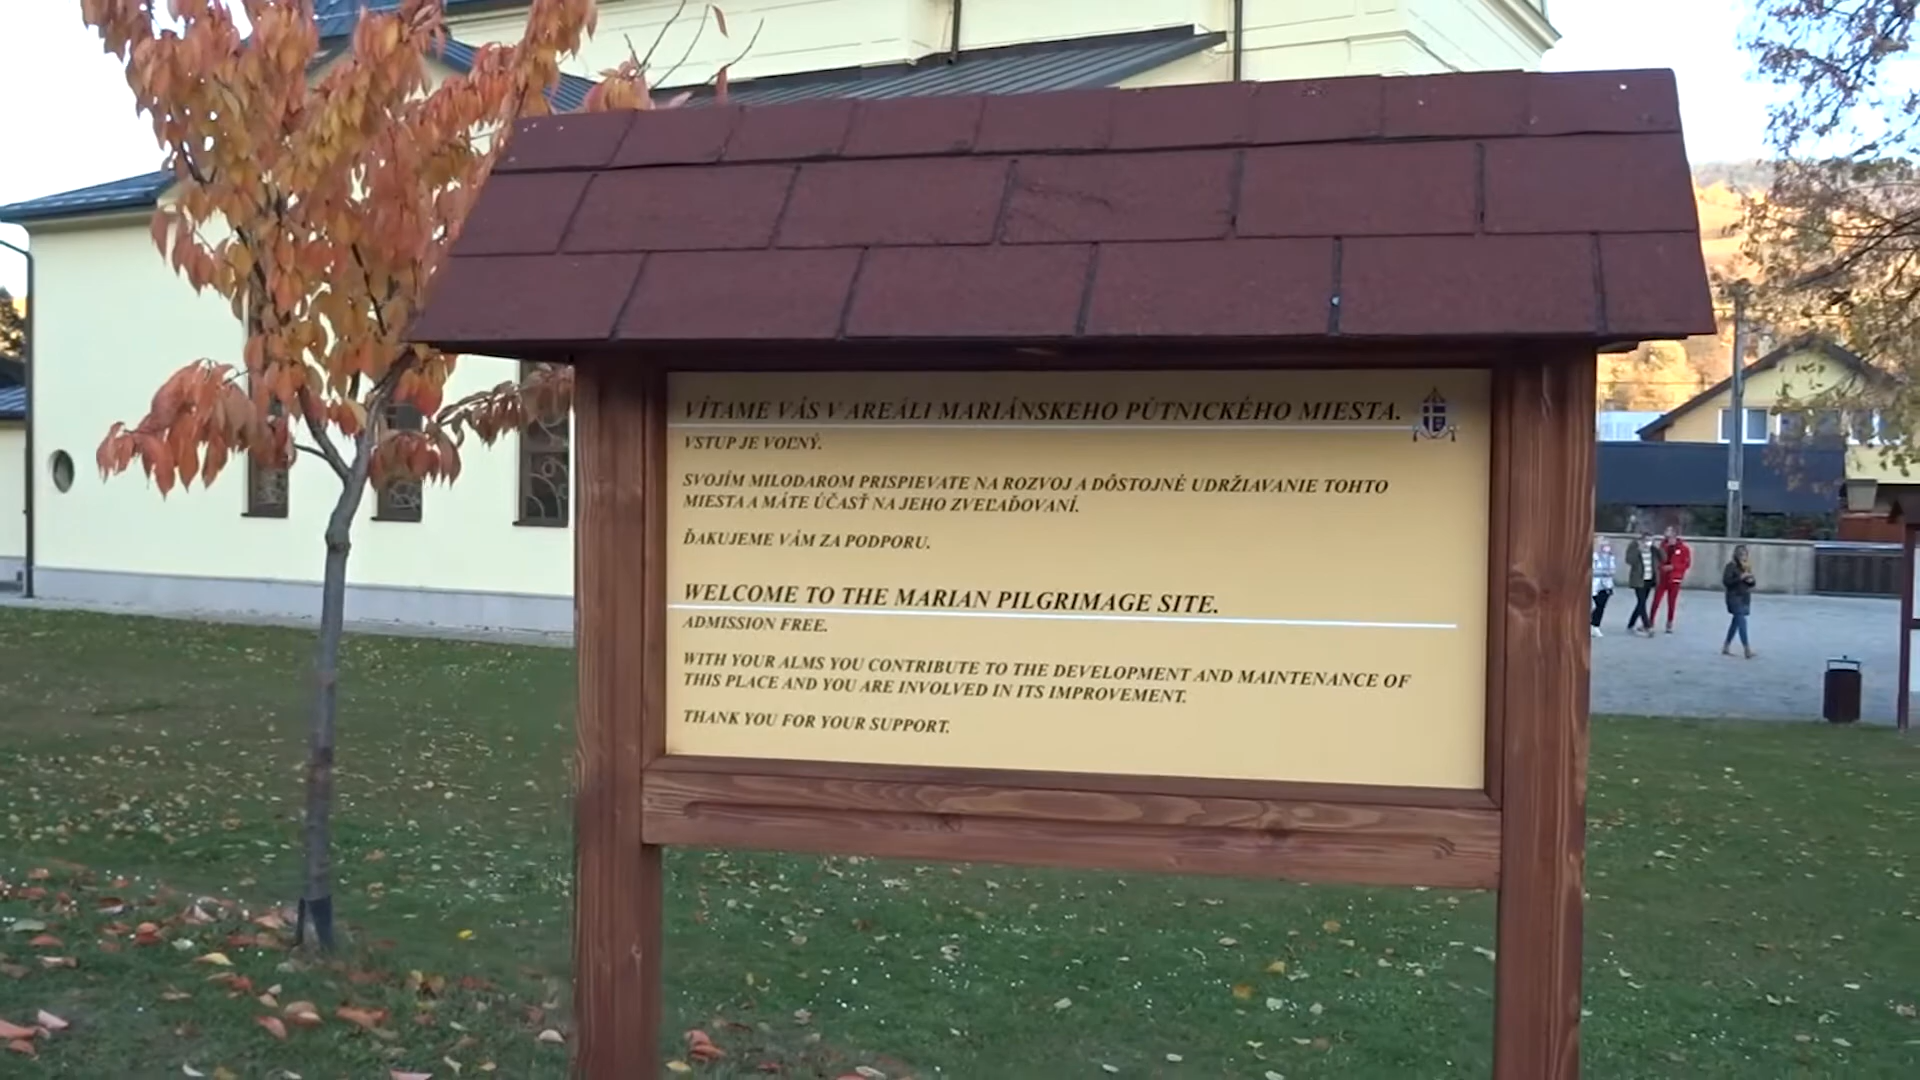 VÍTAME VÁS V AREÁLI MARIÁNSKEHO PÚTNICKÉHO MIESTA.
VSTUP JE VOĽNÝ.
SVOJÍM MILODAROM PRISPIEVATE NA ROZVOJ A DÔSTOJNÉ UDRŽIAVANIE TOHTO
MIESTA A MÁTE ÚČASŤ NA JEHO ZVEĽAĎOVANÍ.
ĎAKUJEME VÁM ZA PODPORU.
WELCOME TO THE MARIAN PILGRIMAGE SITE.
ADMISSION FREE.
WITH YOUR ALMS YOU CONTRIBUTE TO THE DEVELOPMENT AND MAINTENANCE OF
THIS PLACE AND YOU ARE INVOLVED IN ITS IMPROVEMENT.
THANK YOU FOR YOUR SUPPORT.